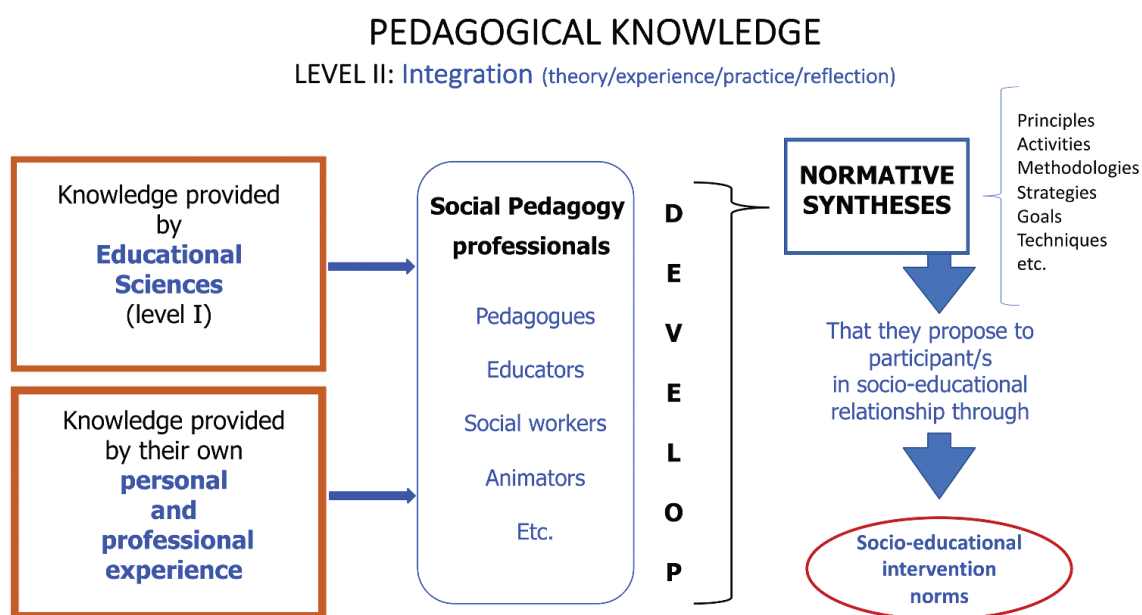 PEDAGOGICAL KNOWLEDGE
LEVEL II: Integration (theory/experience/practice/reflection)
Knowledge provided
by
Educational
Sciences
(level I)
Knowledge provided
by their own
personal
and
professional
experience
Social Pedagogy
professionals
Pedagogues
Educators
Social workers
Animators
Etc.
D
E
V
E
L
O
P
NORMATIVE
SYNTHESES
Principles
Activities
Methodologies
Strategies
Goals
Techniques
etc.
That they propose to
participant/s
in socio-educational
relationship through
Socio-educational
intervention
norms